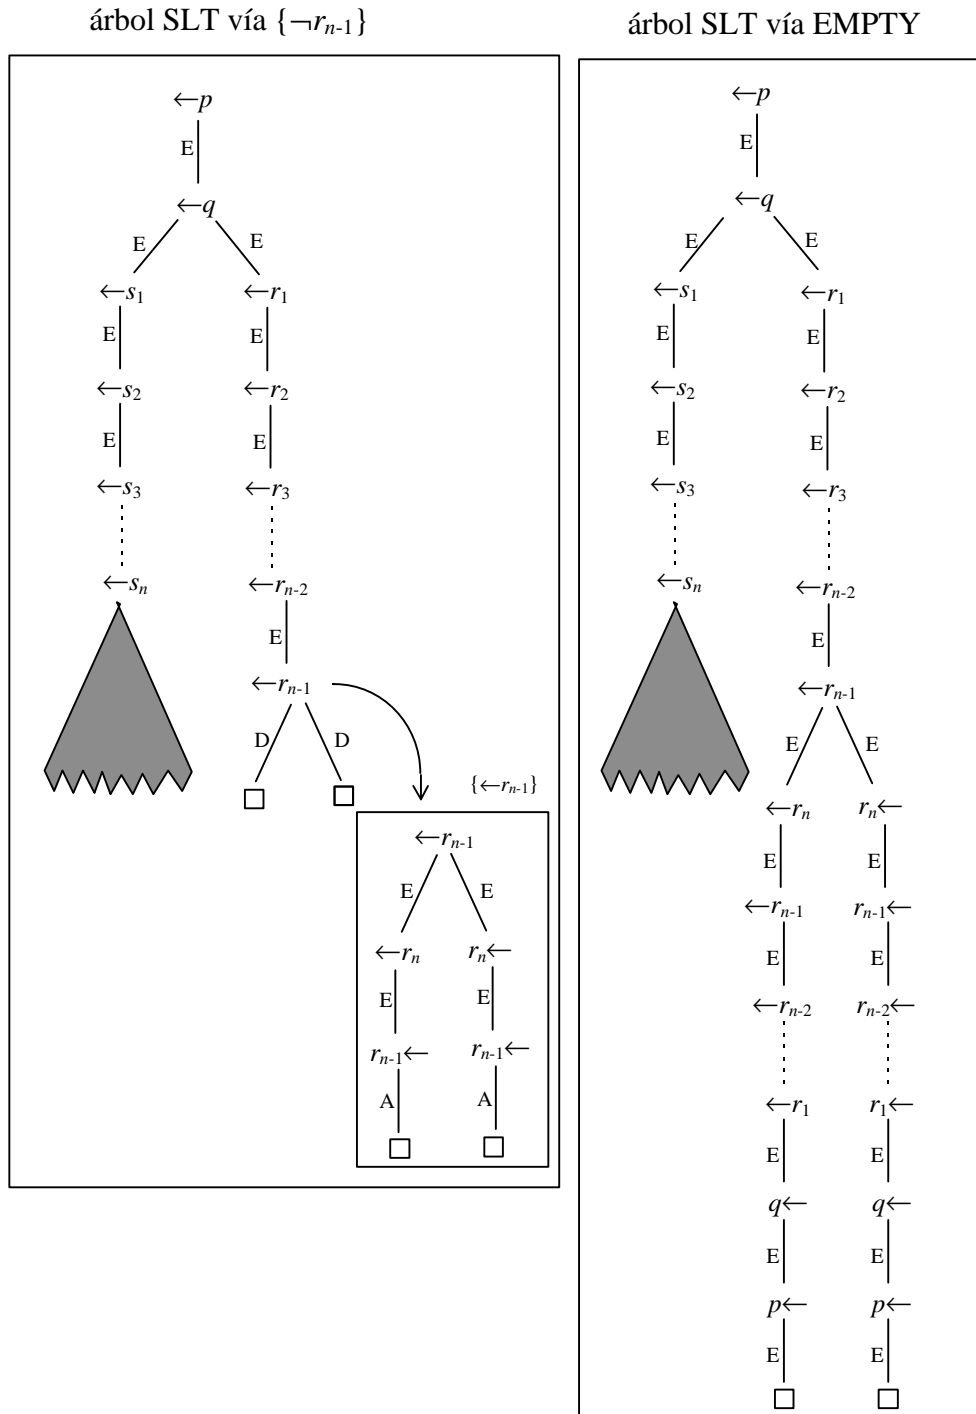 árbol SLT vía {¬rn-1}
←p
E
←q
E E
←s1 ←r1
E E
←s2 ←r2
E E
←s3 ←r3
←sn ←rn-2
E
←rn-1
D D
{←rn-1}
←rn-1
E E
←rn rn←
E E
rn-1← rn-1←
A A
árbol SLT vía EMPTY
←p
E
←q
E E
←s1 ←r1
E E
←s2 ←r2
E E
←s3 ←r3
←sn ←rn-2
E
←rn-1
E E
←rn rn←
E E
←rn-1 rn-1←
E E
←rn-2 rn-2←
←r1 r1←
E E
q← q←
E E
p← p←
E E